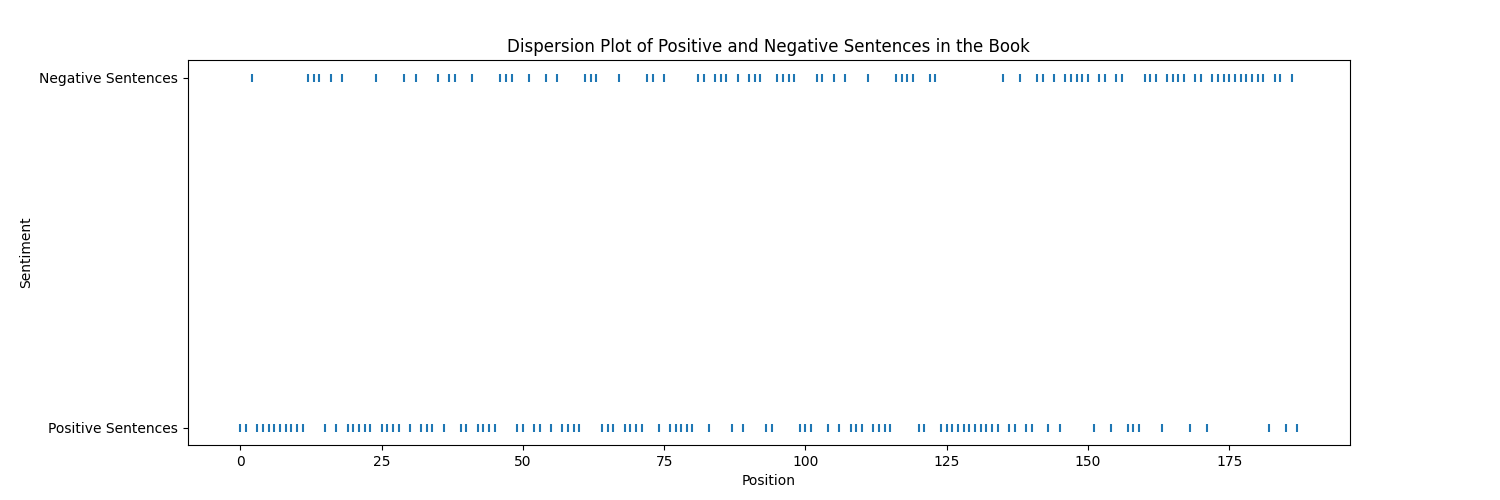 Dispersion Plot of Positive and Negative Sentences in the Book
Negative Sentences
Sentiment
Positive Sentences
0 25 50 75 100 125 150 175
Position